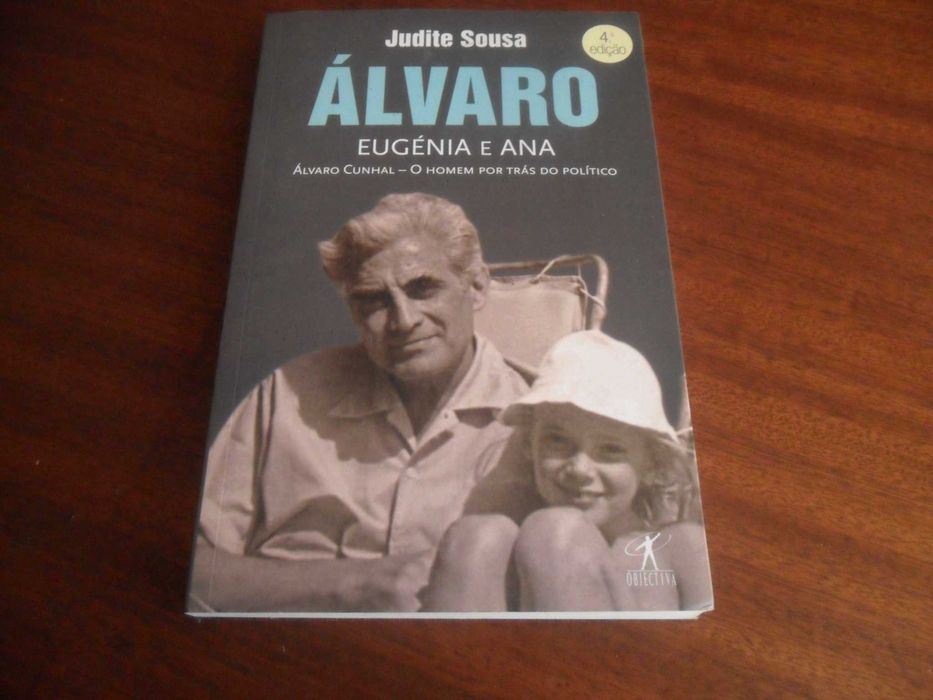 Judite Sousa
4.ª
edição
ÁLVARO
EUGÉNIA E ANA
ÁLVARO CUNHAL – O HOMEM POR TRÁS DO POLÍTICO
OBJECTIVA